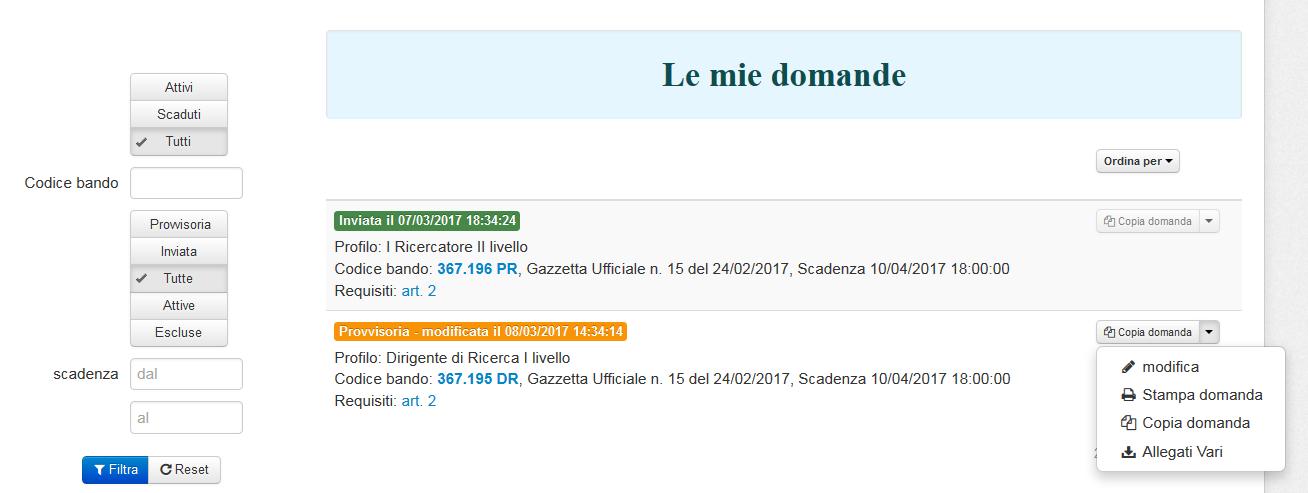 Le mie domande
Attivi
Scaduti
Tutti
Codice bando
Provvisoria
Inviata
Tutte
Attive
Escluse
scadenza
dal
al
Filtra
Reset
Ordina per
Inviata il 07/03/2017 18:34:24
Copia domanda
Profilo: I Ricercatore II livello
Codice bando: 367.196 PR, Gazzetta Ufficiale n. 15 del 24/02/2017, Scadenza 10/04/2017 18:00:00
Requisiti: art. 2
Provvisoria - modificata il 08/03/2017 14:34:14
Copia domanda
Profilo: Dirigente di Ricerca I livello
Codice bando: 367.195 DR, Gazzetta Ufficiale n. 15 del 24/02/2017, Scadenza 10/04/2017 18:00:00
Requisiti: art. 2
modifica
Stampa domanda
Copia domanda
Allegati Vari